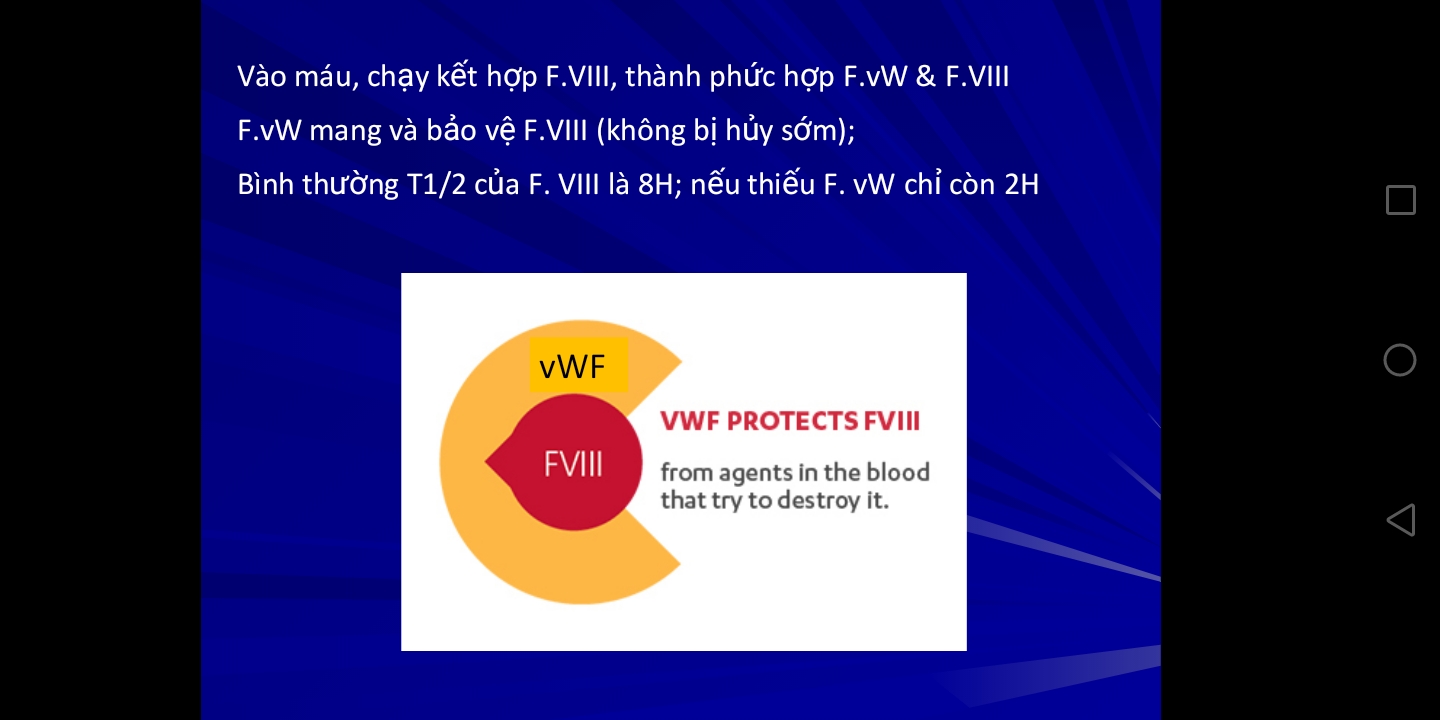 Vào máu, chạy kết hợp F.VIII, thành phức hợp F.vW & F.VIII
F.vW mang và bảo vệ F.VIII (không bị hủy sớm);
Bình thường T1/2 của F. VIII là 8H; nếu thiếu F. vW chỉ còn 2H
vWF
FVIII
VWF PROTECTS FVIII
from agents in the blood
that try to destroy it.